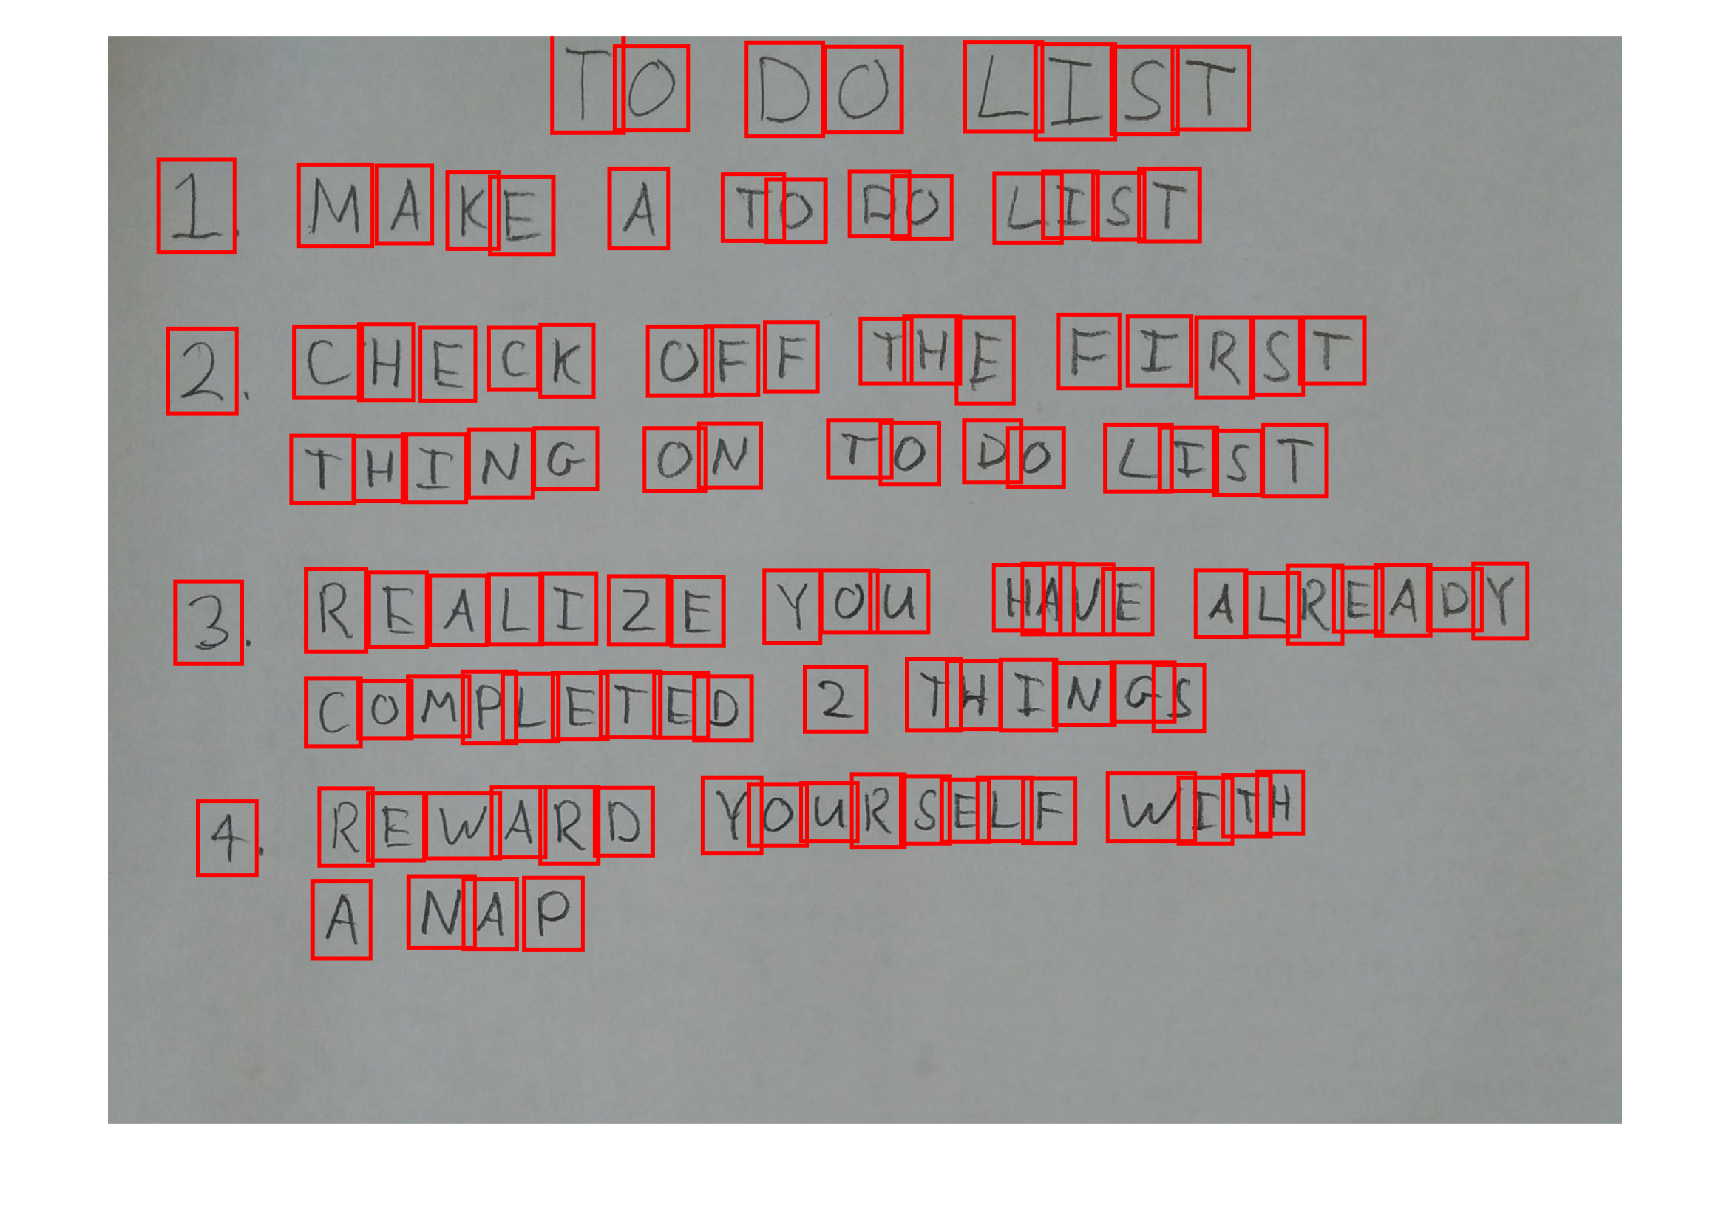 TO DO LIST
1. MAKE A TO DO LIST
2. CHECK OFF THE FIRST
THING ON TO DO LIST
3. REALIZE YOU HAVE ALREADY
COMPLETED 2 THINGS
4. REWARD YOURSELF WITH
A NAP